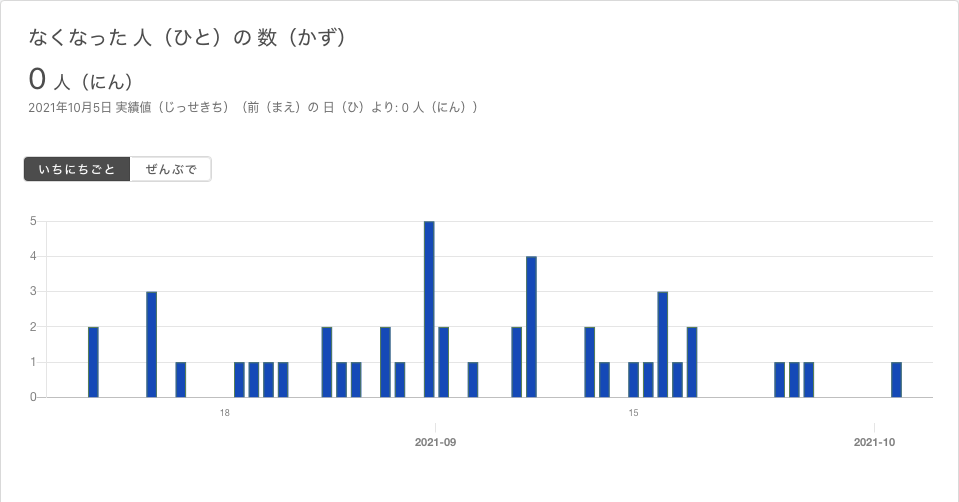 なくなった 人（ひと）の 数（かず）
0 人（にん）
2021年10月5日 実績値（じっせきち）（前（まえ）の 日（ひ）より: 0 人（にん））
いちにちごと ぜんぶで
5
4
3
2
1
0
18 15
2021-09 2021-10